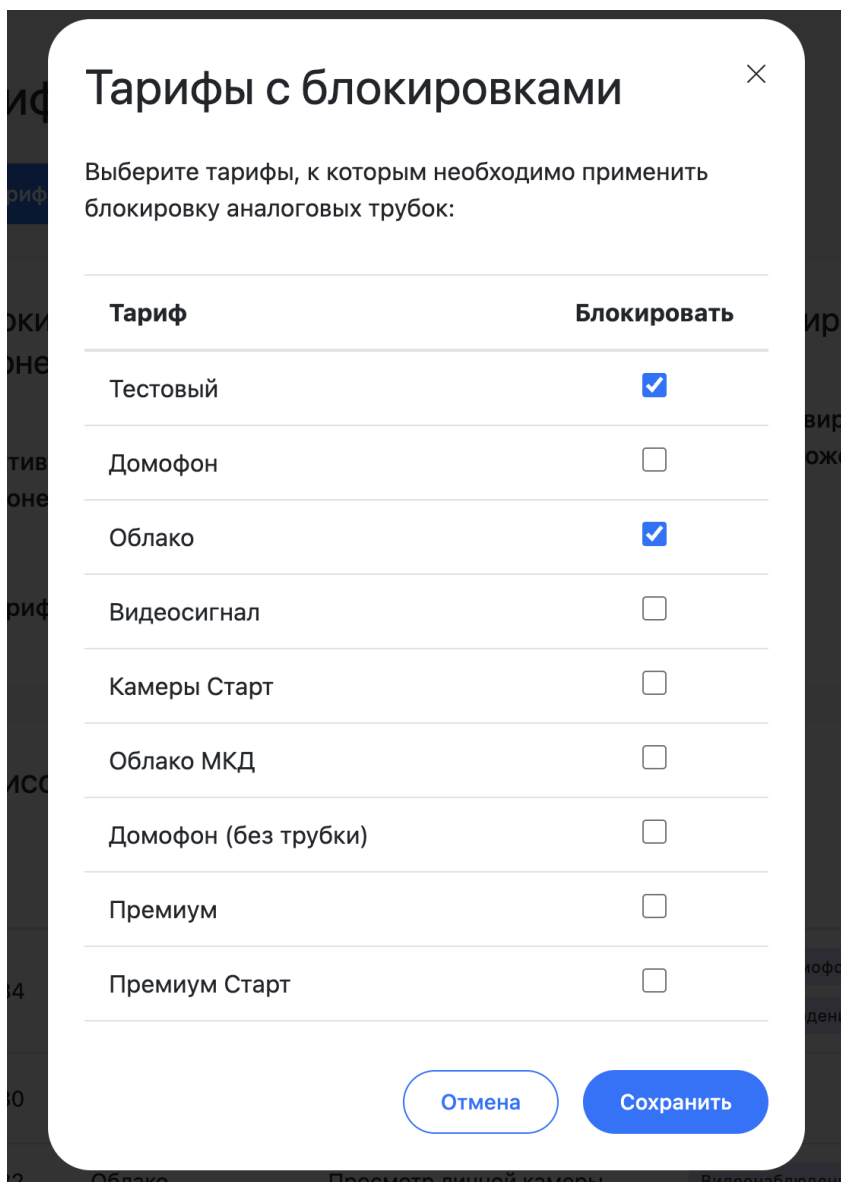 Тарифы с блокировками
Выберите тарифы, к которым необходимо применить
блокировку аналоговых трубок:
Тариф Блокировать
Тестовый
Домофон
Облако
Видеосигнал
Камеры Старт
Облако МКД
Домофон (без трубки)
Премиум
Премиум Старт
Отмена Сохранить